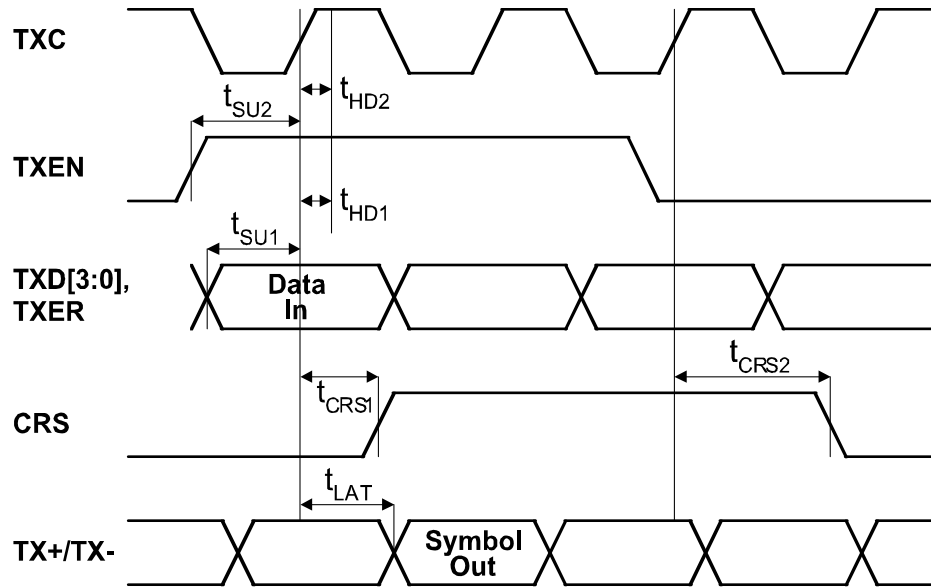 TXC
t_HD2
t_SU2
TXEN
t_HD1
t_SU1
TXD[3:0],
TXER
Data
In
t_CRS2
t_CRS1
CRS
t_LAT
TX+/TX-
Symbol
Out